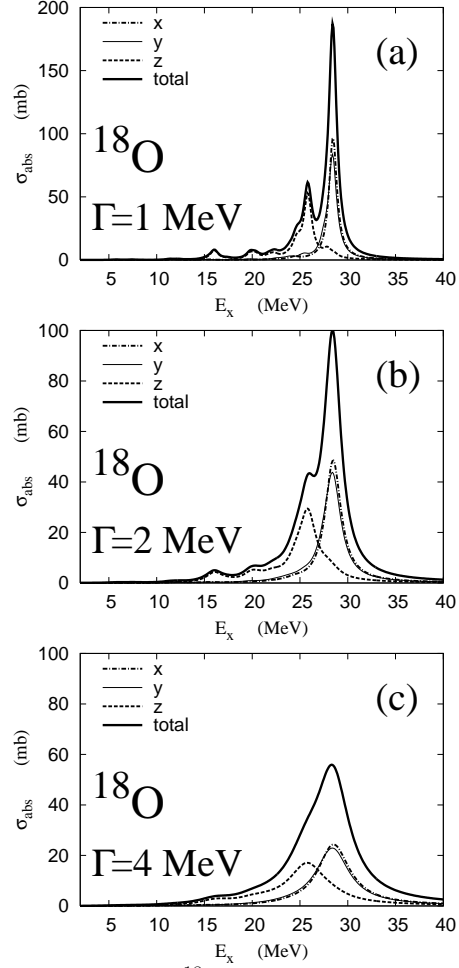 200
150
100
50
0
σabs (mb)
x
y
z
total
(a)
¹⁸O
Γ=1 MeV
5 10 15 20 25 30 35 40
Ex (MeV)
100
80
60
40
20
0
σabs (mb)
x
y
z
total
(b)
¹⁸O
Γ=2 MeV
5 10 15 20 25 30 35 40
Ex (MeV)
100
80
60
40
20
0
σabs (mb)
x
y
z
total
(c)
¹⁸O
Γ=4 MeV
5 10 15 20 25 30 35 40
Ex (MeV)